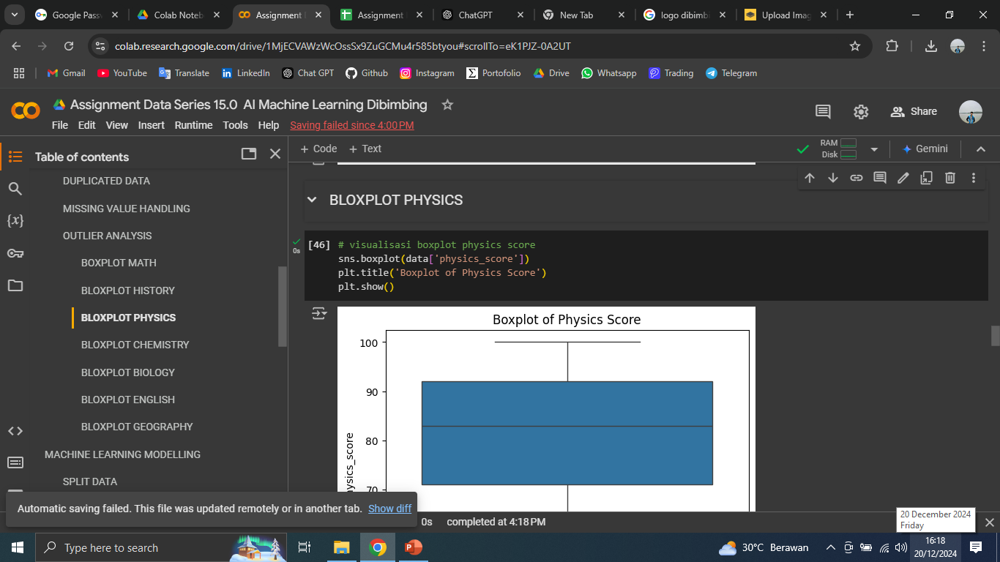 Google Passw
Colab Noteb
Assignment
Assignment
ChatGPT
New Tab
logo dibimbi
Upload Imag
colab.research.google.com/drive/1MjECVAWzWcOssSx9ZuGCMu4r585btyou#scrollTo=eK1PJZ-0A2UT
Gmail
YouTube
Translate
LinkedIn
Chat GPT
Github
Instagram
Portofolio
Drive
Whatsapp
Trading
Telegram
Assignment Data Series 15.0 AI Machine Learning Dibimbing
File Edit View Insert Runtime Tools Help Saving failed since 4:00 PM
Share
Table of contents
DUPLICATED DATA
MISSING VALUE HANDLING
OUTLIER ANALYSIS
BOXPLOT MATH
BLOXPLOT HISTORY
BLOXPLOT PHYSICS
BLOXPLOT CHEMISTRY
BLOXPLOT BIOLOGY
BLOXPLOT ENGLISH
BLOXPLOT GEOGRAPHY
MACHINE LEARNING MODELLING
SPLIT DATA
+ Code + Text
RAM
Disk
Gemini
BLOXPLOT PHYSICS
[46] # visualisasi boxplot physics score
0s
sns.boxplot(data['physics_score'])
plt.title('Boxplot of Physics Score')
plt.show()
Boxplot of Physics Score
100
90
80
70
ysics_score
Automatic saving failed. This file was updated remotely or in another tab. Show diff
0s completed at 4:18 PM
20 December 2024
Friday
Type here to search
30°C Berawan
16:18
20/12/2024